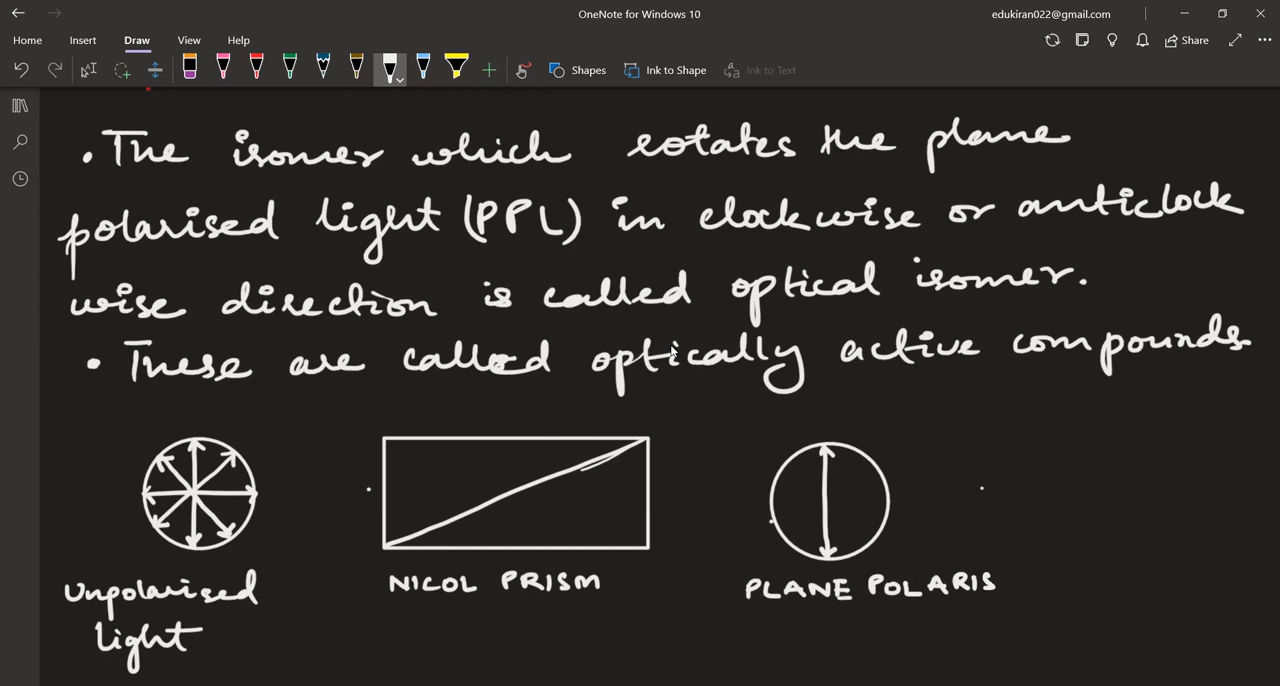 OneNote for Windows 10
edukiran022@gmail.com
Home Insert Draw View Help
Share
Shapes Ink to Shape Ink to Text
. The isomer which rotates the plane
polarised light (PPL) in clockwise or anticlock
wise direction is called optical isomer.
• These are called optically active compounds.
Unpolarised
light
NICOL PRISM
PLANE POLARIS